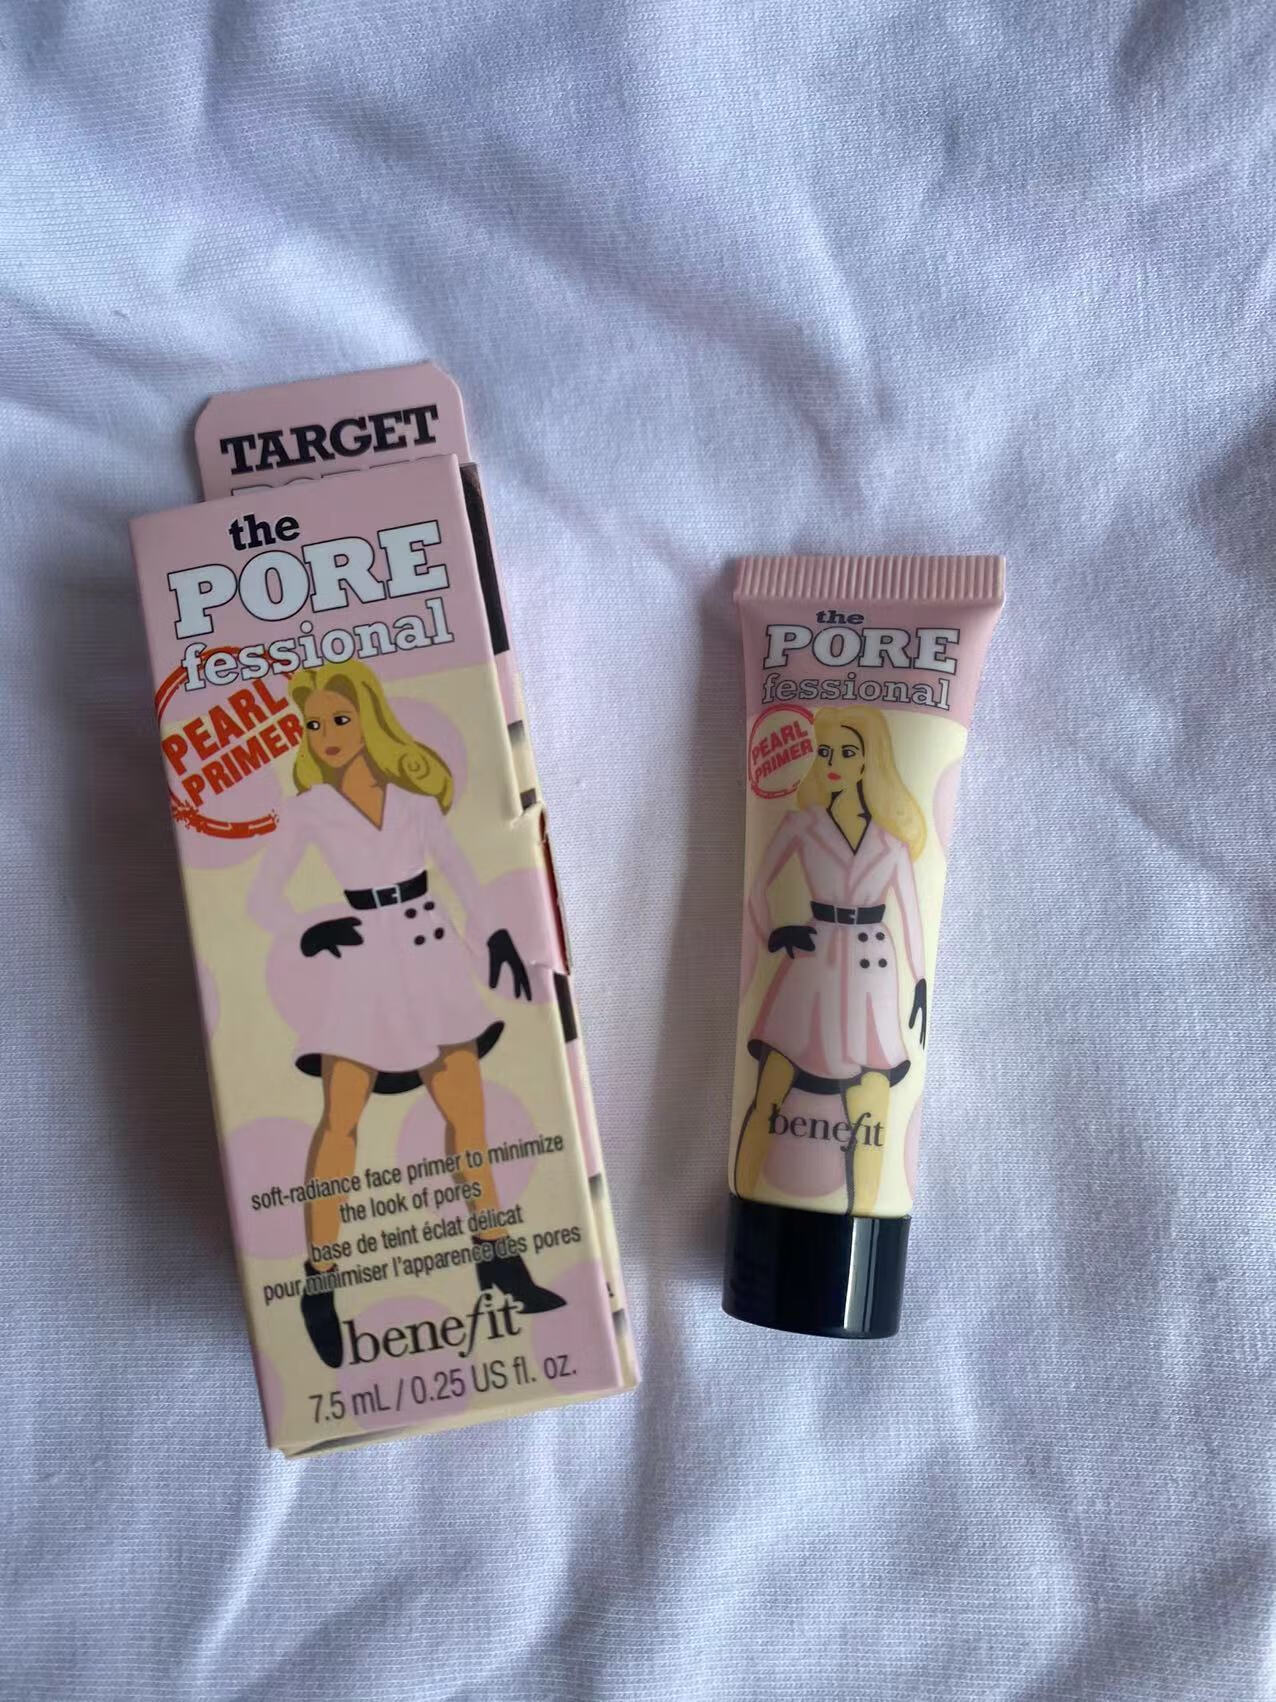 TARGET
the
PORE
fessional
PEARL
PRIMER
soft-radiance face primer to minimize
the look of pores
base de teint éclat délicat
pour minimiser l'apparence des pores
benefit
7.5 mL / 0.25 US fl. oz.
the
PORE
fessional
PEARL
PRIMER
benefit